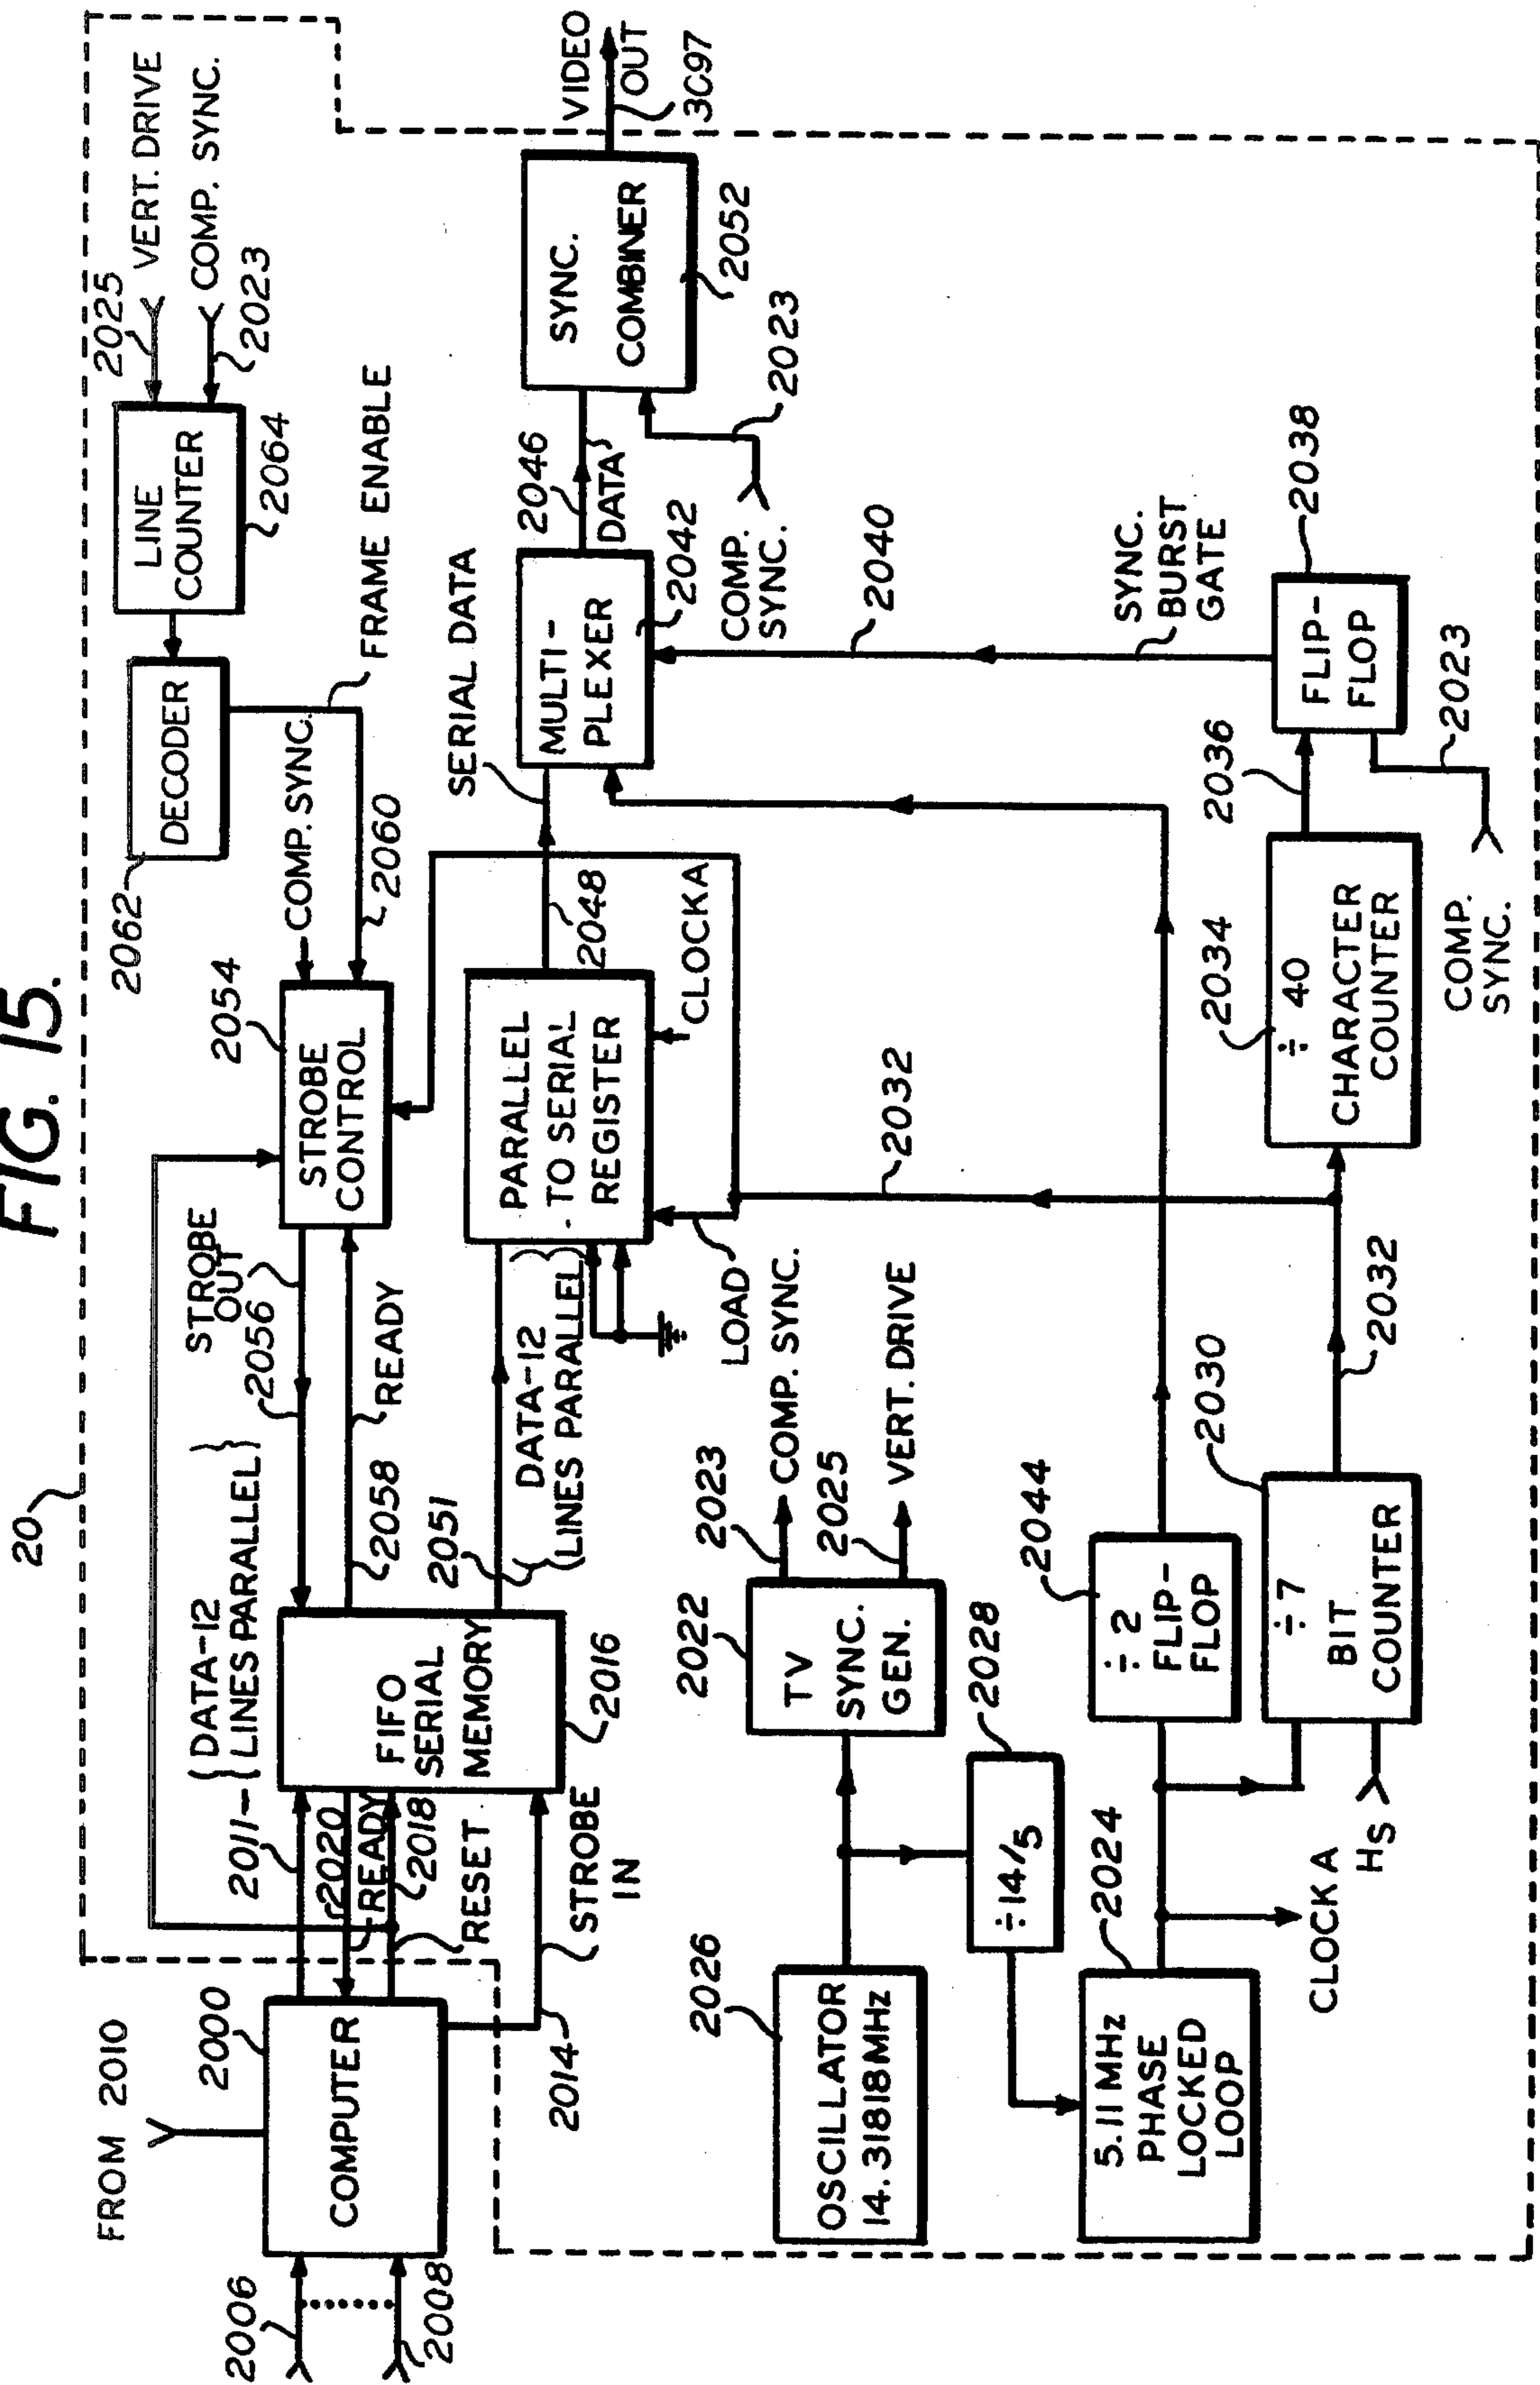 FIG. 15.
20
FROM 2010
2000
COMPUTER
2006
2008
2011
{DATA-12
LINES PARALLEL}
2020
READY
2018
RESET
2014
STROBE
IN
FIFO
SERIAL
MEMORY
2016
STROBE
OUT
2056
2058
READY
2051
{DATA-12
LINES PARALLEL}
2054
STROBE
CONTROL
COMP. SYNC.
2060
FRAME ENABLE
2062
DECODER
LINE
COUNTER
2064
2025
VERT. DRIVE
COMP. SYNC.
2023
PARALLEL
TO SERIAL
REGISTER
LOAD
CLOCKA
2048
SERIAL DATA
MULTI-
PLEXER
2042
2046
DATA
SYNC.
COMBINER
2052
COMP.
SYNC.
2023
VIDEO
OUT
3C97
2026
OSCILLATOR
14.31818MHz
2022
TV
SYNC.
GEN.
2023
COMP. SYNC.
2025
VERT. DRIVE
2028
÷14/5
2024
5.11 MHz
PHASE
LOCKED
LOOP
CLOCK A
HS
2044
÷2
FLIP-
FLOP
2030
÷7
BIT
COUNTER
2032
2032
2034
÷ 40
CHARACTER
COUNTER
2036
FLIP-
FLOP
2038
2023
COMP.
SYNC.
SYNC.
BURST
GATE
2040